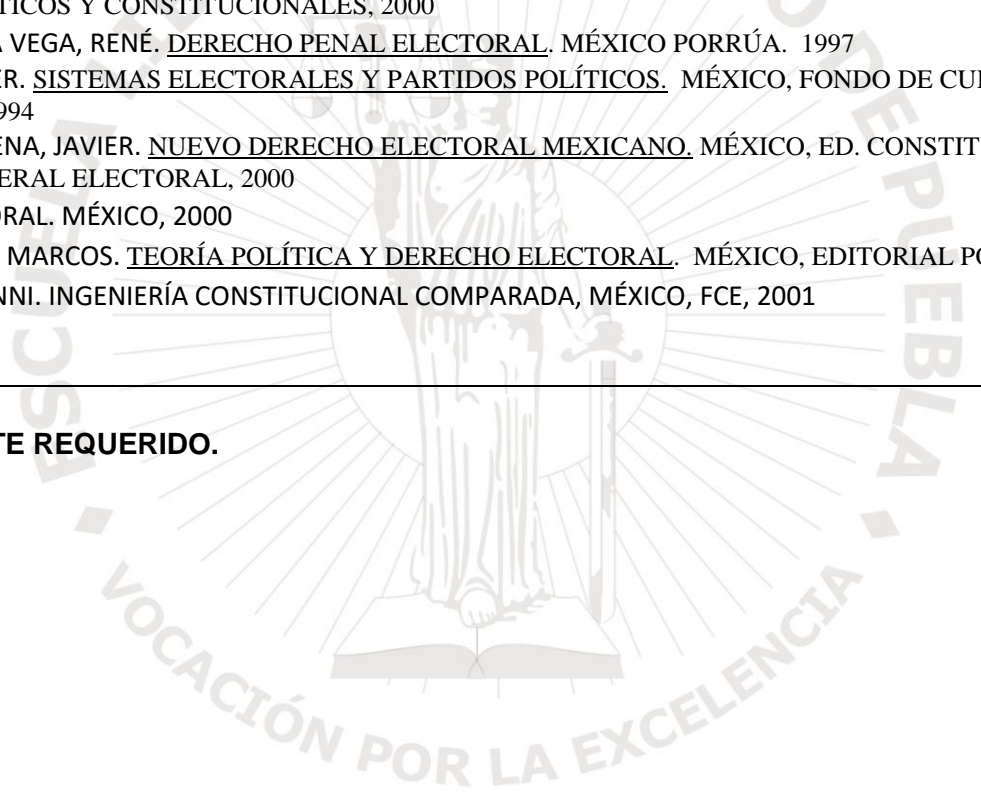 TICOS Y CONSTITUCIONALES, 2000
A VEGA, RENÉ. DERECHO PENAL ELECTORAL. MÉXICO PORRÚA. 1997
ER. SISTEMAS ELECTORALES Y PARTIDOS POLÍTICOS. MÉXICO, FONDO DE CU
994
ENA, JAVIER. NUEVO DERECHO ELECTORAL MEXICANO. MÉXICO, ED. CONSTIT
ERAL ELECTORAL, 2000
ORAL. MÉXICO, 2000
MARCOS. TEORÍA POLÍTICA Y DERECHO ELECTORAL. MÉXICO, EDITORIAL PO
NNI. INGENIERÍA CONSTITUCIONAL COMPARADA, MÉXICO, FCE, 2001
TE REQUERIDO.
ESCUELA
O DE PUEBLA
VOCACIÓN POR LA EXCELENCIA